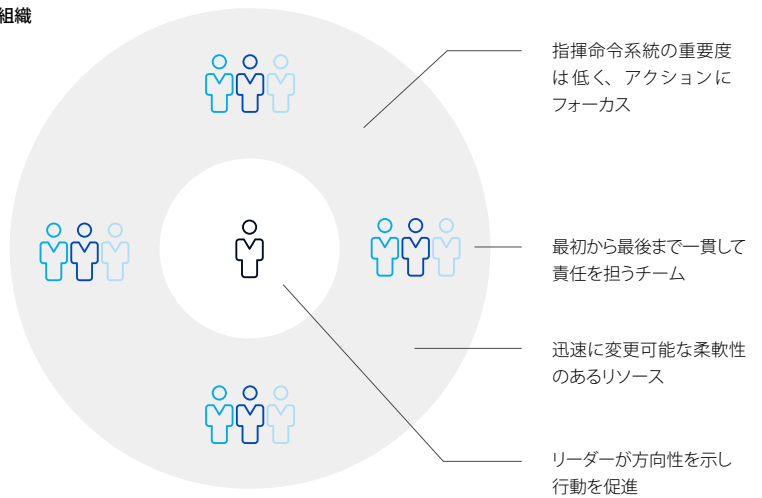 組織
指揮命令系統の重要度
は低く、アクションに
フォーカス
最初から最後まで一貫して
責任を担うチーム
迅速に変更可能な柔軟性
のあるリソース
リーダーが方向性を示し
行動を促進